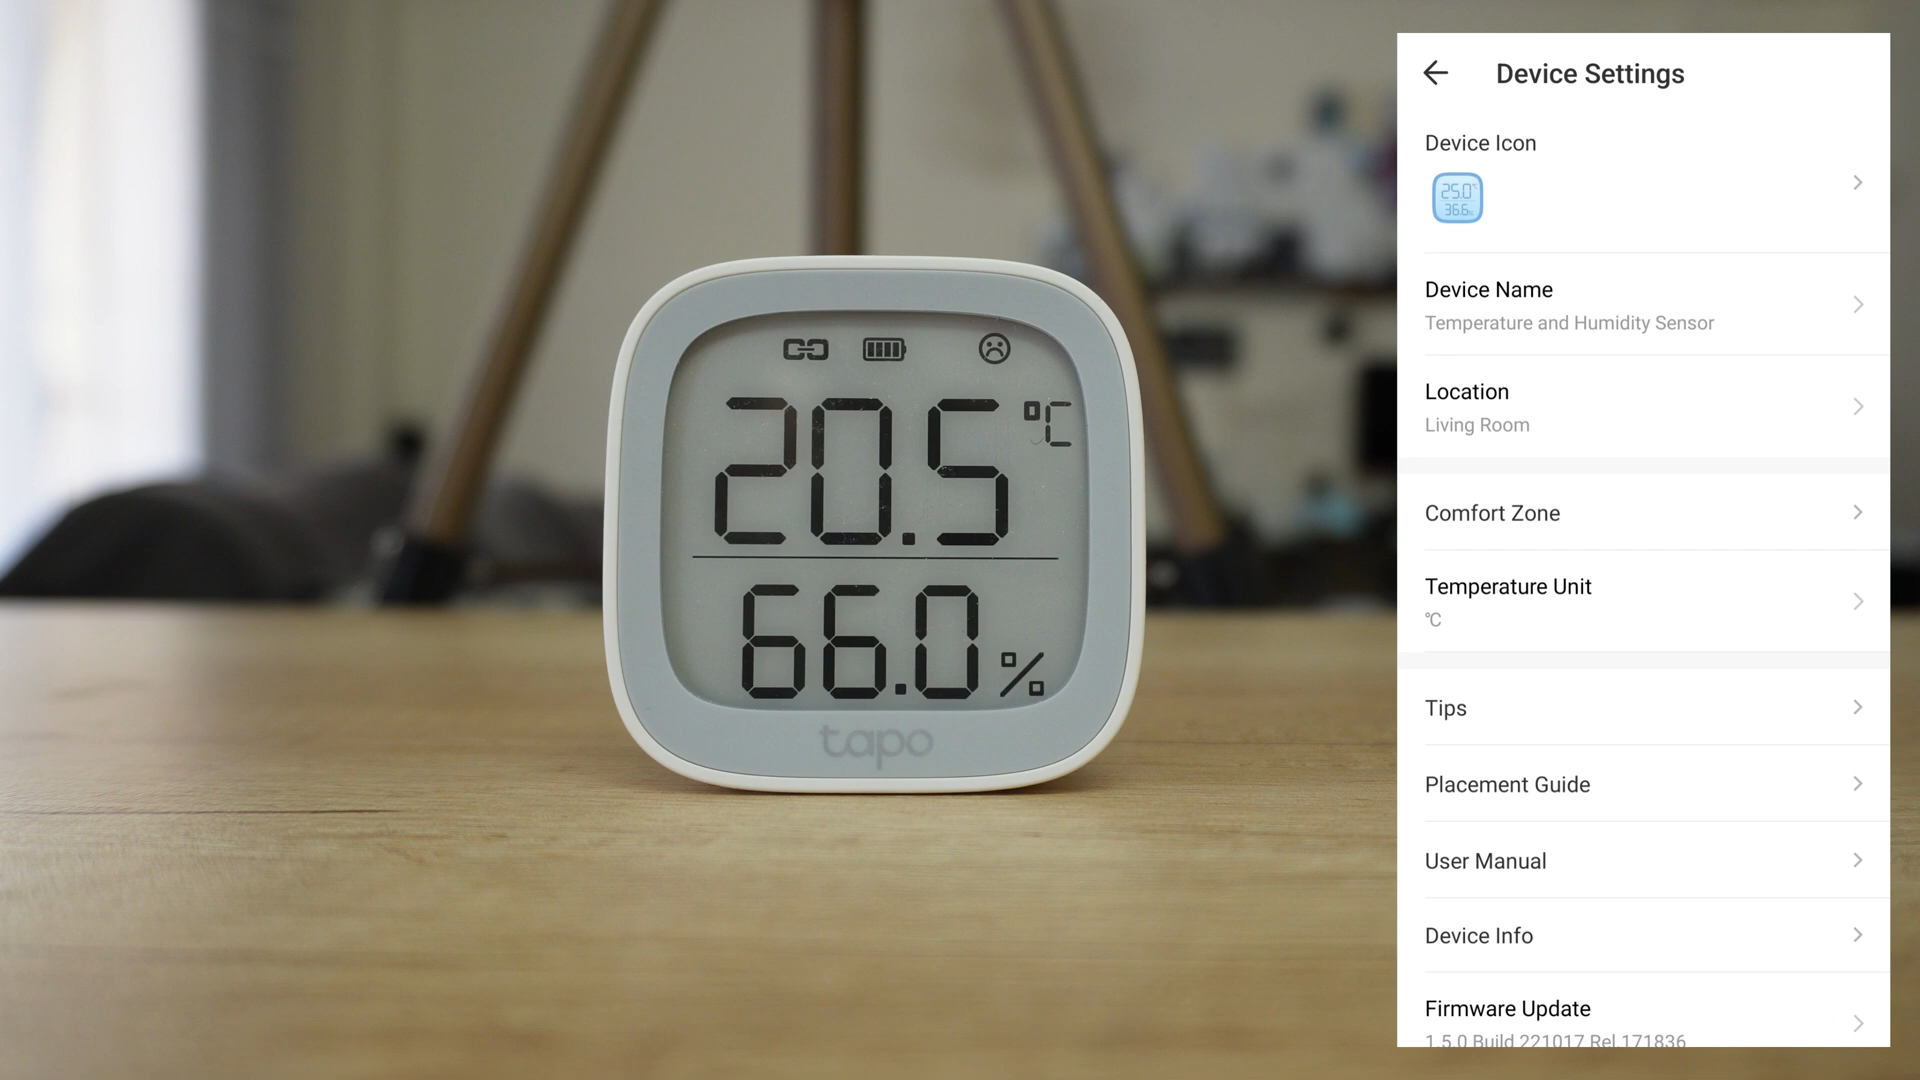 20.5 °C
66.0 %
tapo
Device Settings
Device Icon
25.0°c
36.6%
Device Name
Temperature and Humidity Sensor
Location
Living Room
Comfort Zone
Temperature Unit
°C
Tips
Placement Guide
User Manual
Device Info
Firmware Update
1.5.0 Build 221017 Rel.171836